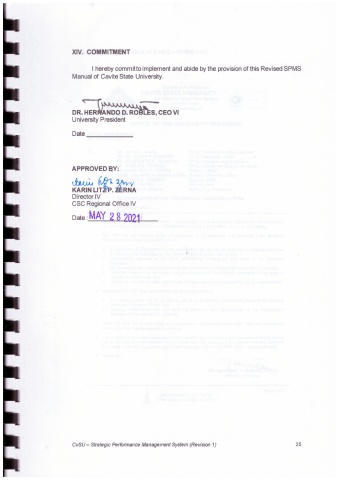 XIV. COMMITMENT
I hereby commit to implement and abide by the provision of this Revised SPMS
Manual of Cavite State University.
DR. HERNANDO D. ROBLES, CEO VI
University President
Date
APPROVED BY:
KARIN LITZ P. ZERNA
Director IV
CSC Regional Office IV
Date: MAY 28 2021
CvSU – Strategic Performance Management System (Revision 1) 25